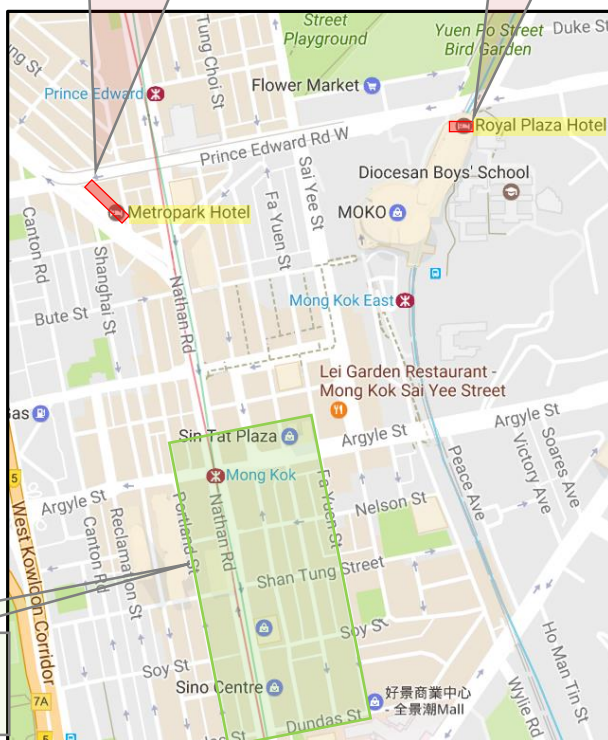 Street
Playground
Yuen Po Street
Bird Garden
Duke St
Tung Choi St
Flower Market
Prince Edward
Royal Plaza Hotel
Prince Edward Rd W
Sai Yee St
Diocesan Boys' School
Metropark Hotel
MOKO
Canton Rd
Shanghai St
Fa Yuen St
Nathan Rd
Bute St
Mong Kok East
Lei Garden Restaurant -
Mong Kok Sai Yee Street
Gas
Sin Tat Plaza
Argyle St
Argyle St
Soares Ave
Victory Ave
Peace Ave
5
Mong Kok
Argyle St
Portland St
Nathan Rd
Fa Yuen St
Nelson St
West Kowloon Corridor
Canton Rd
Reclamation St
Shan Tung Street
Soy St
Soy St
Ho Man Tin St
Sino Centre
好景商業中心
- 全景潮Mall
7A
Dundas St
Wylie Rd
5